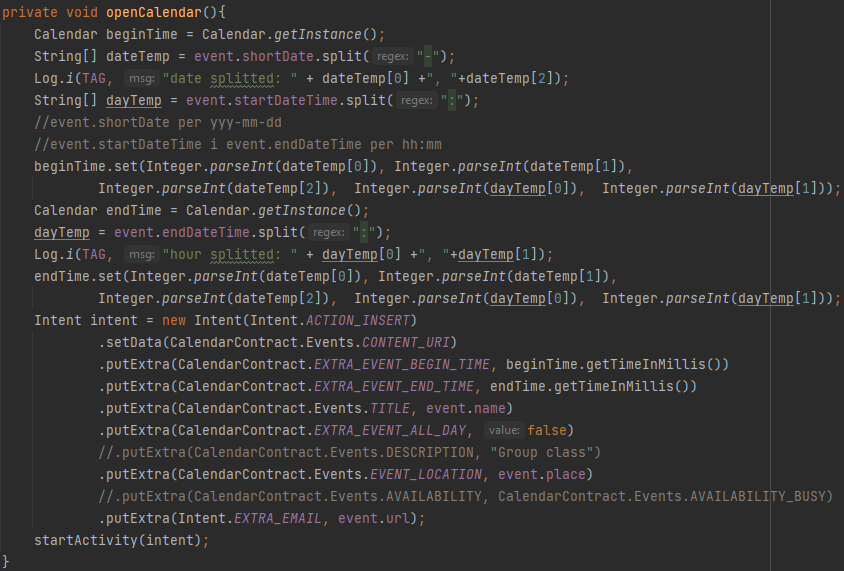 private void openCalendar(){
Calendar beginTime = Calendar.getInstance();
String[] dateTemp = event.shortDate.split( regex: "-");
Log.i(TAG, msg: "date splitted: " + dateTemp[0] +", "+dateTemp[2]);
String[] dayTemp = event.startDateTime.split( regex: ":");
//event.shortDate per yyy-mm-dd
//event.startDateTime i event.endDateTime per hh:mm
beginTime.set(Integer.parseInt(dateTemp[0]), Integer.parseInt(dateTemp[1]),
Integer.parseInt(dateTemp[2]),  Integer.parseInt(dayTemp[0]),  Integer.parseInt(dayTemp[1]));
Calendar endTime = Calendar.getInstance();
dayTemp = event.endDateTime.split( regex: ":");
Log.i(TAG, msg: "hour splitted: " + dayTemp[0] +", "+dayTemp[1]);
endTime.set(Integer.parseInt(dateTemp[0]), Integer.parseInt(dateTemp[1]),
Integer.parseInt(dateTemp[2]),  Integer.parseInt(dayTemp[0]),  Integer.parseInt(dayTemp[1]));
Intent intent = new Intent(Intent.ACTION_INSERT)
.setData(CalendarContract.Events.CONTENT_URI)
.putExtra(CalendarContract.EXTRA_EVENT_BEGIN_TIME, beginTime.getTimeInMillis())
.putExtra(CalendarContract.EXTRA_EVENT_END_TIME, endTime.getTimeInMillis())
.putExtra(CalendarContract.Events.TITLE, event.name)
.putExtra(CalendarContract.EXTRA_EVENT_ALL_DAY, value: false)
//.putExtra(CalendarContract.Events.DESCRIPTION, "Group class")
.putExtra(CalendarContract.Events.EVENT_LOCATION, event.place)
//.putExtra(CalendarContract.Events.AVAILABILITY, CalendarContract.Events.AVAILABILITY_BUSY)
.putExtra(Intent.EXTRA_EMAIL, event.url);
startActivity(intent);
}